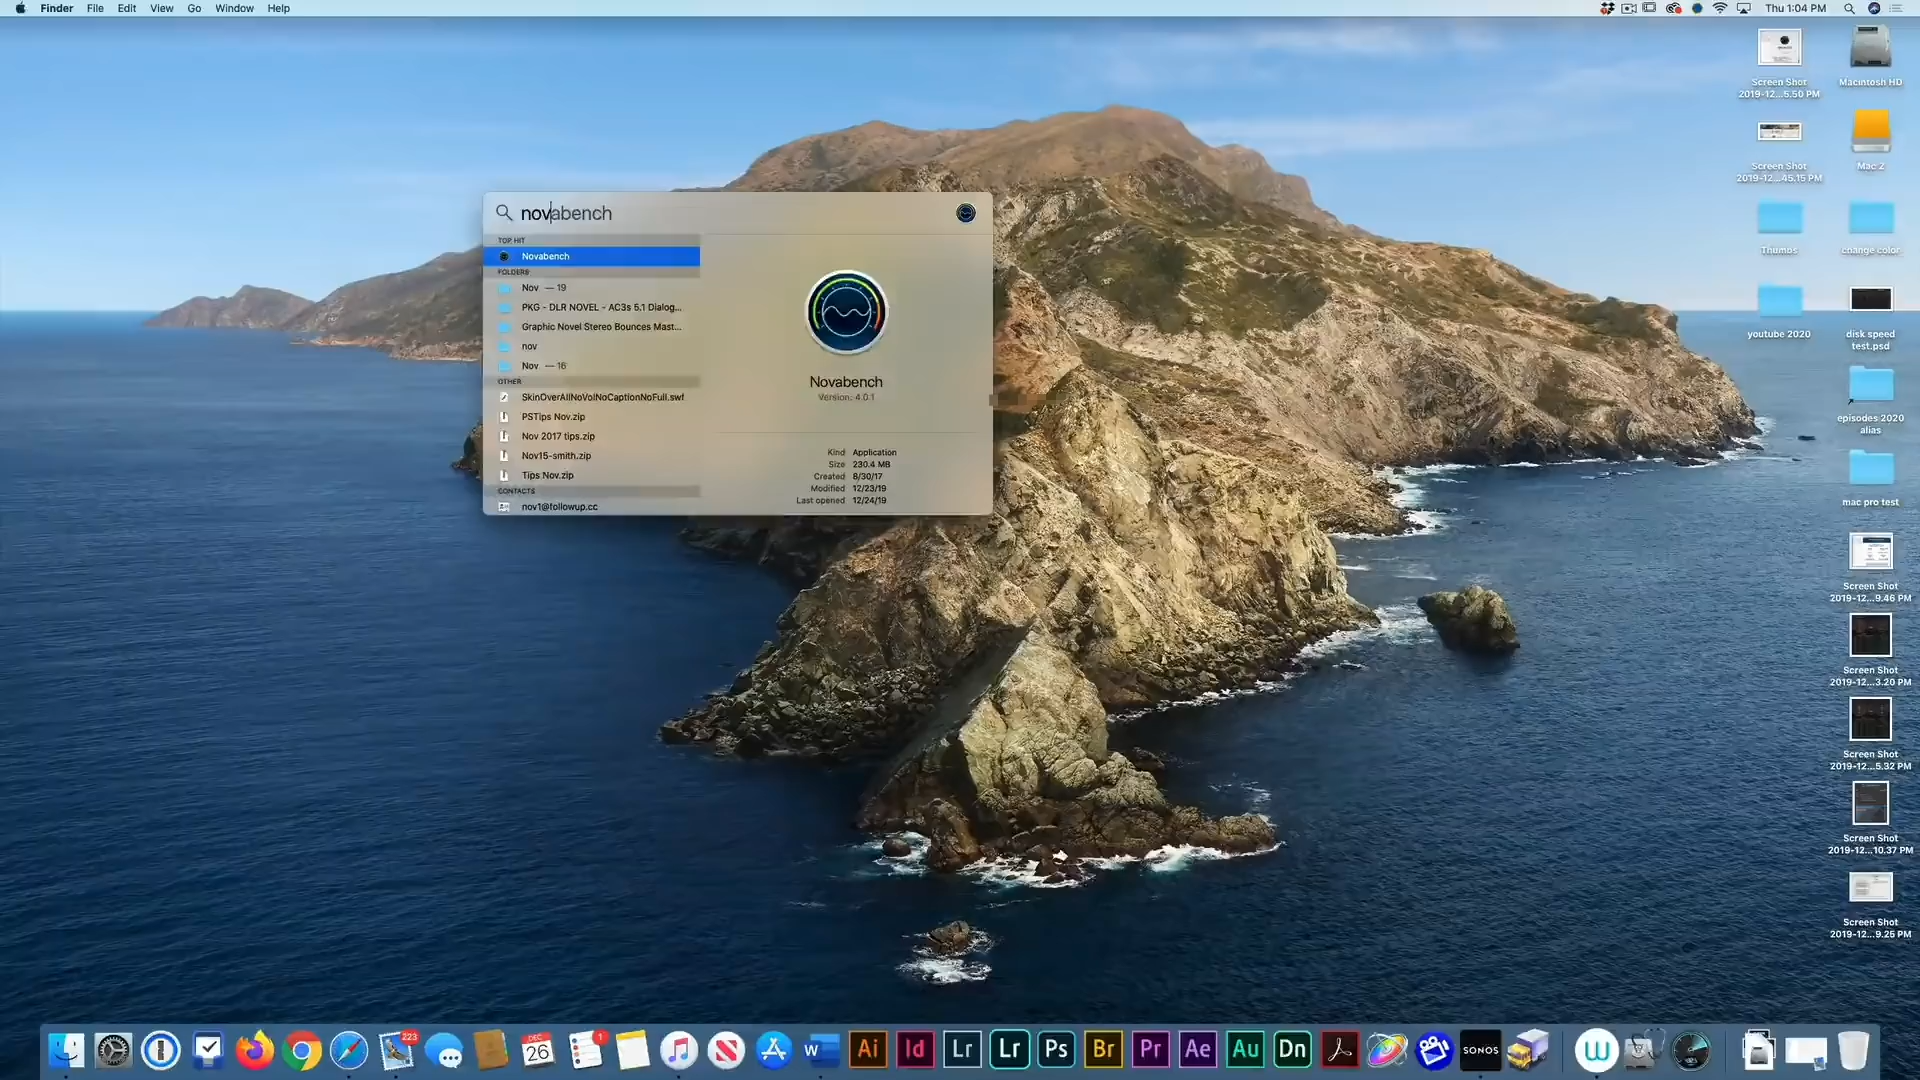 Finder File Edit View Go Window Help
Thu 1:04 PM
novabench
TOP HIT
Novabench
FOLDERS
Nov — 19
PKG - DLR NOVEL - AC3s 5.1 Dialog...
Graphic Novel Stereo Bounces Mast...
nov
Nov — 16
OTHER
SkinOverAllNoVolNoCaptionNoFull.swf
PSTips Nov.zip
Nov 2017 tips.zip
Nov15-smith.zip
Tips Nov.zip
CONTACTS
nov1@followup.cc
Novabench
Version: 4.0.1
Kind Application
Size 230.4 MB
Created 8/30/17
Modified 12/23/19
Last opened 12/24/19
Screen Shot
2019-12...5.50 PM
Macintosh HD
Screen Shot
2019-12...45.15 PM
Mac 2
Thumbs
change color
youtube 2020
disk speed
test.psd
episodes 2020
alias
mac pro test
Screen Shot
2019-12...9.46 PM
Screen Shot
2019-12...3.20 PM
Screen Shot
2019-12...5.32 PM
Screen Shot
2019-12...10.37 PM
Screen Shot
2019-12...9.25 PM
223
DEC
26
1
W
Ai
Id
Lr
Lr
Ps
Br
Pr
Ae
Au
Dn
SONOS